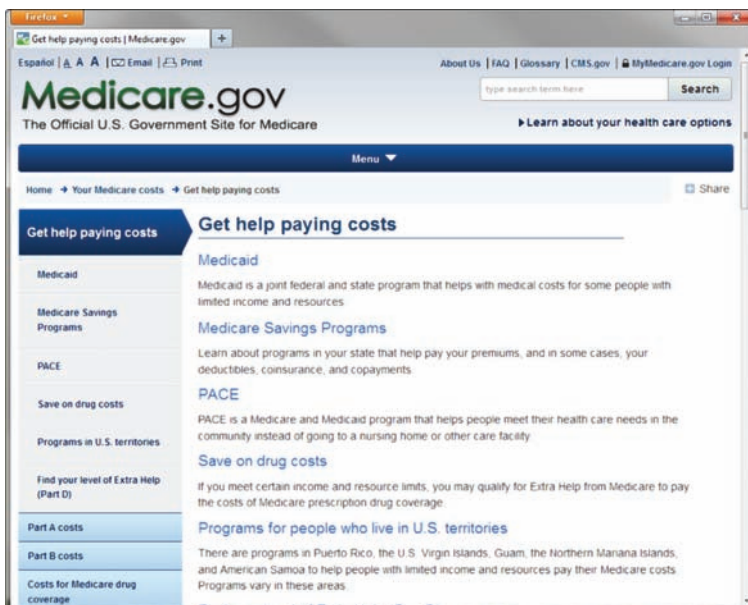 Firefox
Get help paying costs | Medicare.gov
Español | A A A | Email | Print
About Us | FAQ | Glossary | CMS.gov | MyMedicare.gov Login
Medicare.gov
type search term here
Search
The Official U.S. Government Site for Medicare
Learn about your health care options
Menu
Home → Your Medicare costs → Get help paying costs
Share
Get help paying costs
Medicaid
Medicare Savings
Programs
PACE
Save on drug costs
Programs in U.S. territories
Find your level of Extra Help
(Part D)
Part A costs
Part B costs
Costs for Medicare drug
coverage
Get help paying costs
Medicaid
Medicaid is a joint federal and state program that helps with medical costs for some people with
limited income and resources.
Medicare Savings Programs
Learn about programs in your state that help pay your premiums, and in some cases, your
deductibles, coinsurance, and copayments.
PACE
PACE is a Medicare and Medicaid program that helps people meet their health care needs in the
community instead of going to a nursing home or other care facility.
Save on drug costs
If you meet certain income and resource limits, you may qualify for Extra Help from Medicare to pay
the costs of Medicare prescription drug coverage.
Programs for people who live in U.S. territories
There are programs in Puerto Rico, the U.S. Virgin Islands, Guam, the Northern Mariana Islands,
and American Samoa to help people with limited income and resources pay their Medicare costs.
Programs vary in these areas.